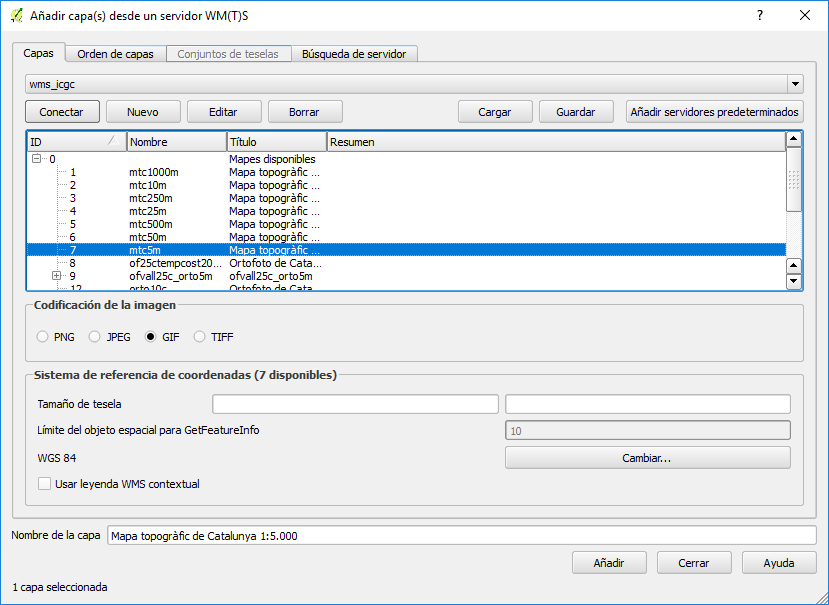 Añadir capa(s) desde un servidor WM(T)S
Capas Orden de capas Conjuntos de teselas Búsqueda de servidor
wms_icgc
Conectar Nuevo Editar Borrar Cargar Guardar Añadir servidores predeterminados
ID Nombre Título Resumen
0 Mapes disponibles
1 mtc1000m Mapa topogràfic ...
2 mtc10m Mapa topogràfic ...
3 mtc250m Mapa topogràfic ...
4 mtc25m Mapa topogràfic ...
5 mtc500m Mapa topogràfic ...
6 mtc50m Mapa topogràfic ...
7 mtc5m Mapa topogràfic ...
8 of25ctempcost20... Ortofoto de Cata...
9 ofvall25c_orto5m ofvall25c_orto5m
12 orto10c Ortofoto de Cata...
Codificación de la imagen
PNG JPEG GIF TIFF
Sistema de referencia de coordenadas (7 disponibles)
Tamaño de tesela
Límite del objeto espacial para GetFeatureInfo 10
WGS 84 Cambiar...
Usar leyenda WMS contextual
Nombre de la capa Mapa topogràfic de Catalunya 1:5.000
Añadir Cerrar Ayuda
1 capa seleccionada